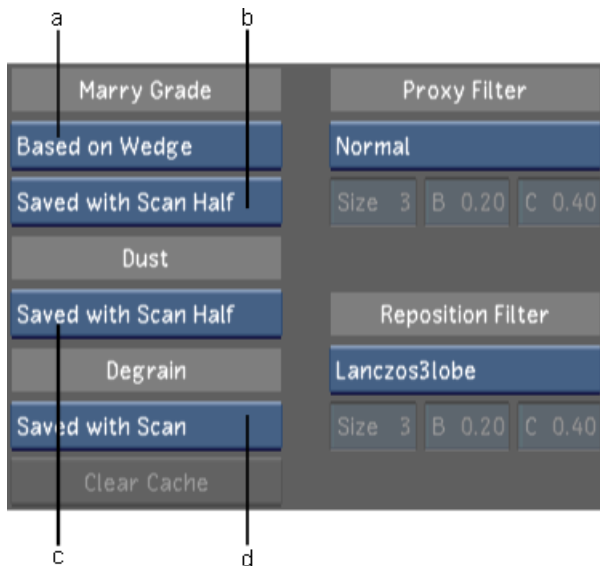 a b
Marry Grade Proxy Filter
Based on Wedge Normal
Saved with Scan Half Size 3 B 0.20 C 0.40
Dust
Saved with Scan Half Reposition Filter
Degrain Lanczos3lobe
Saved with Scan Size 3 B 0.20 C 0.40
Clear Cache
c d